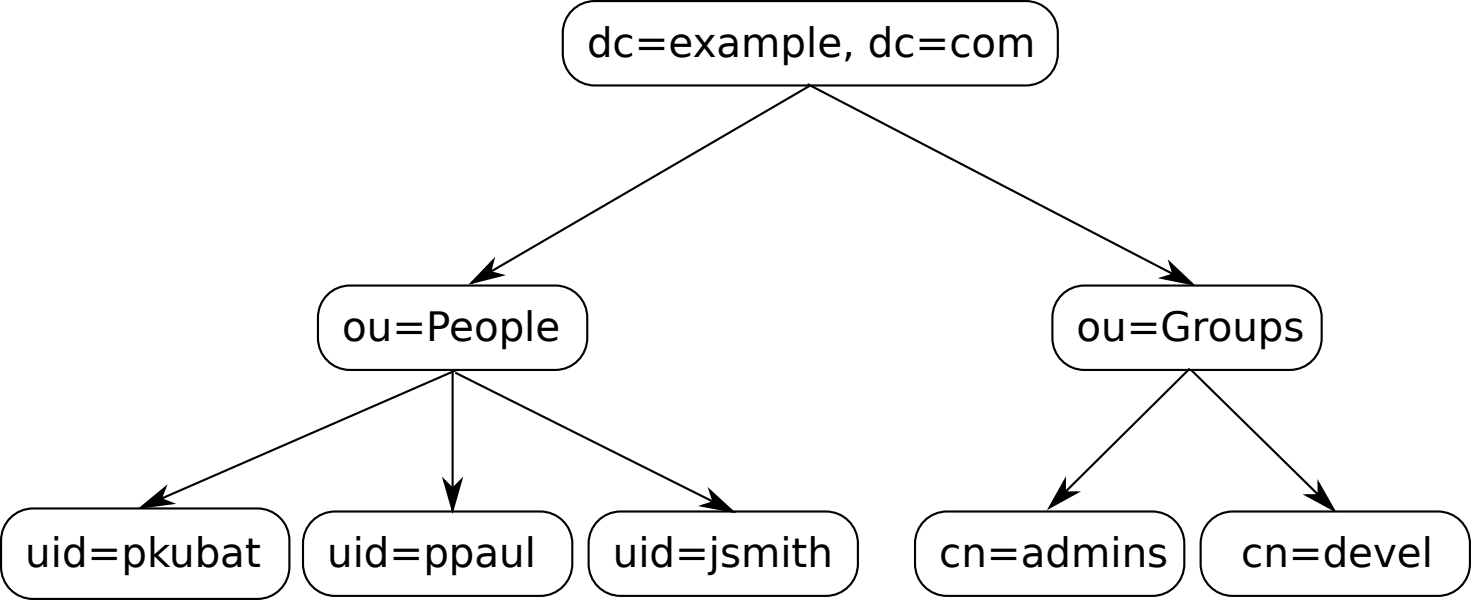 dc=example, dc=com
ou=People
ou=Groups
uid=pkubat
uid=ppaul
uid=jsmith
cn=admins
cn=devel